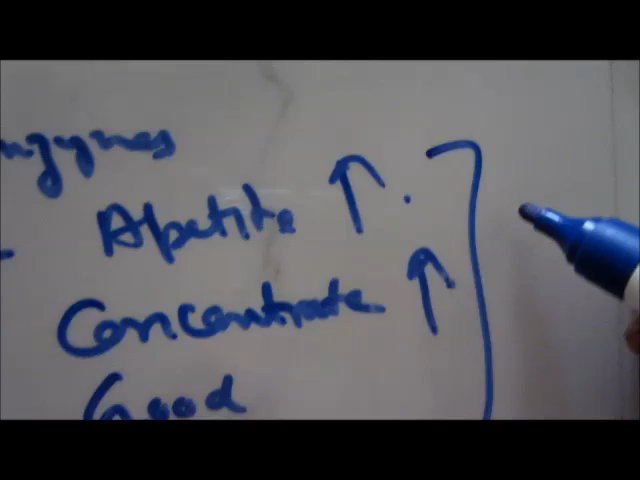 nzymes
Apetite ↑ .
Concentrate ↑
Good